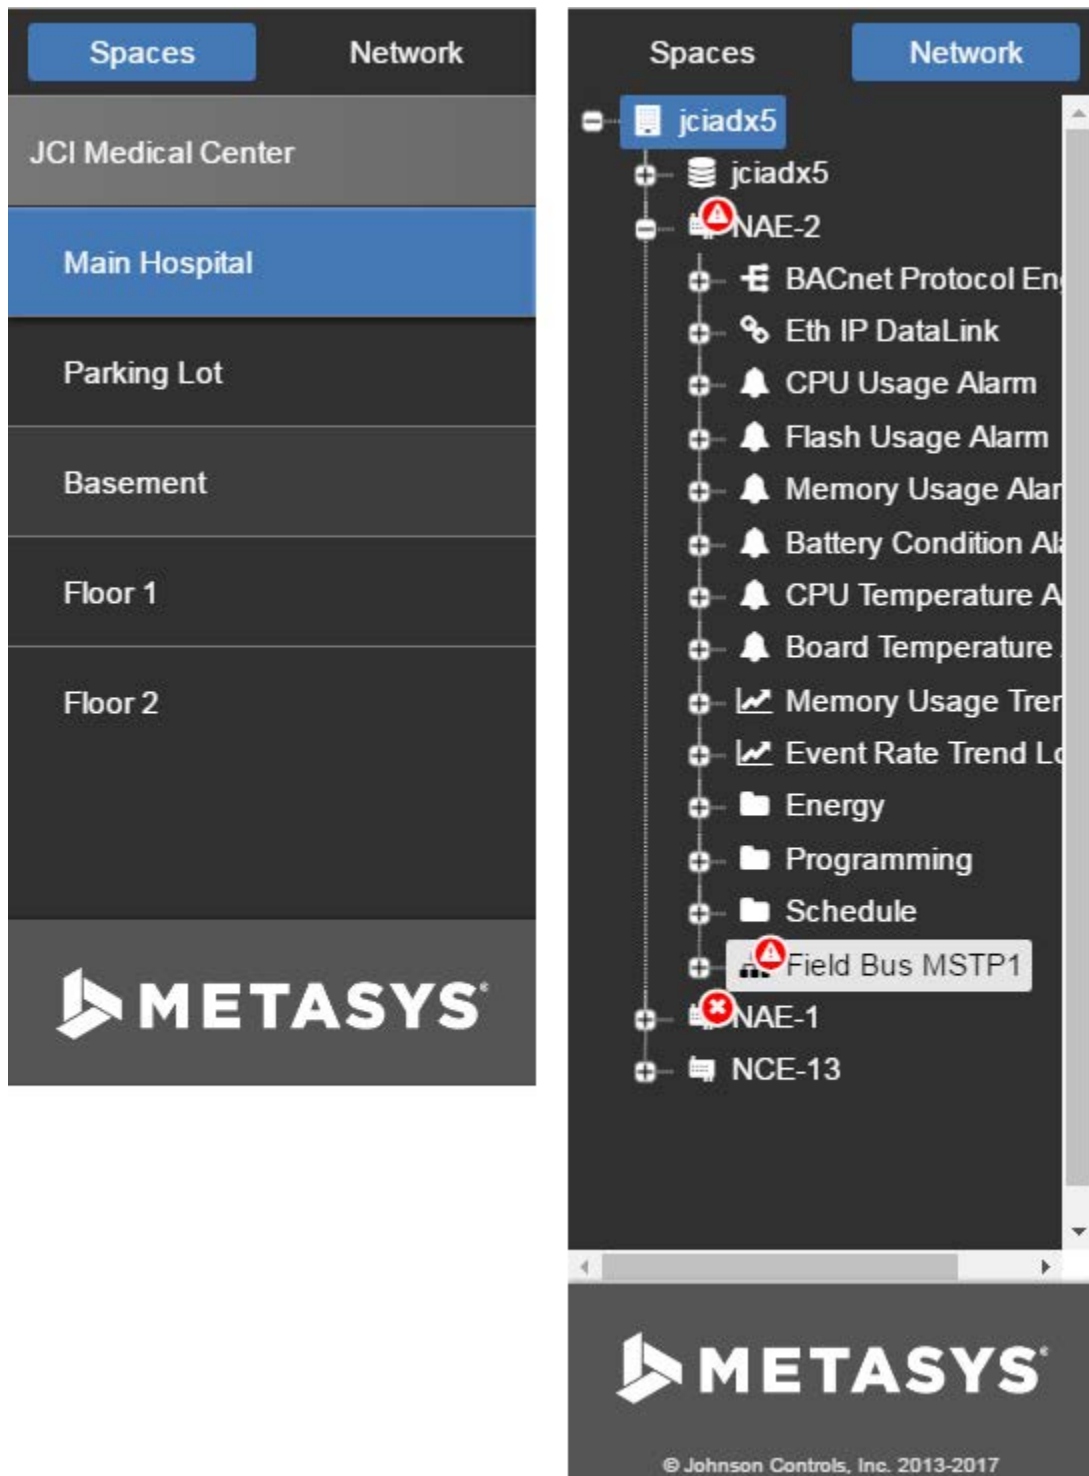 Spaces Network
JCI Medical Center
Main Hospital
Parking Lot
Basement
Floor 1
Floor 2
METASYS®
Spaces Network
jciadx5
jciadx5
NAE-2
BACnet Protocol En
Eth IP DataLink
CPU Usage Alarm
Flash Usage Alarm
Memory Usage Alar
Battery Condition Al
CPU Temperature A
Board Temperature
Memory Usage Tren
Event Rate Trend Lo
Energy
Programming
Schedule
Field Bus MSTP1
NAE-1
NCE-13
METASYS®
© Johnson Controls, Inc. 2013-2017